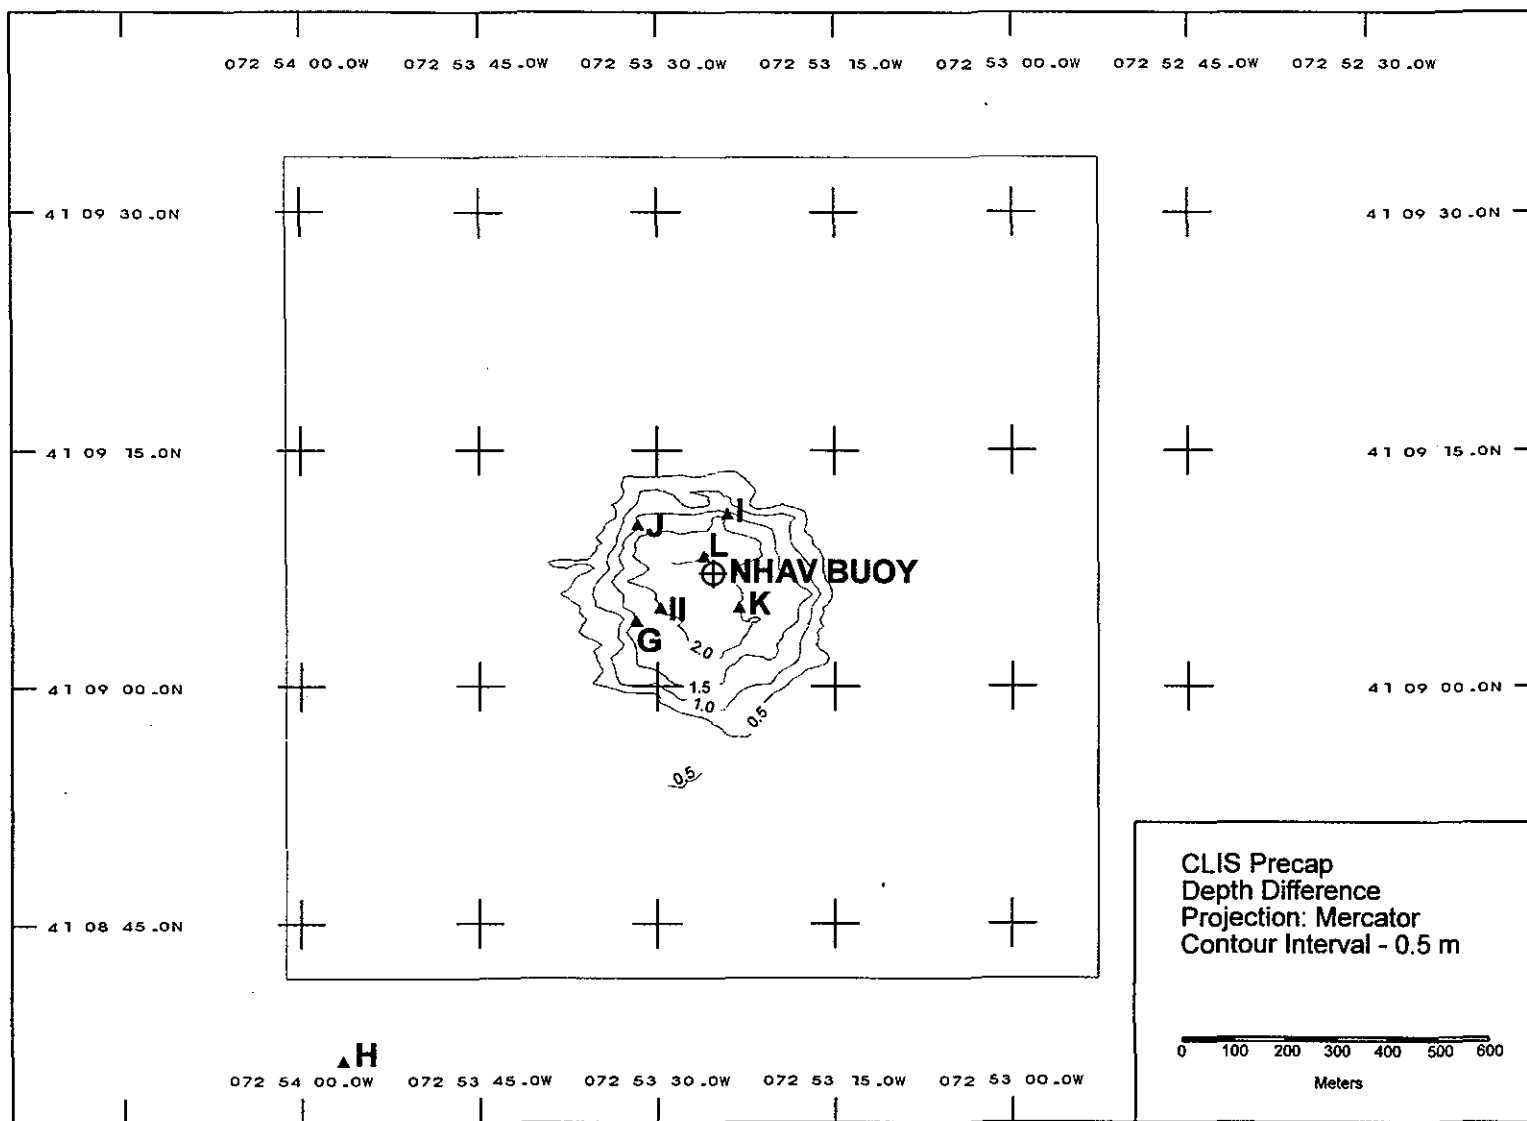 072 54 00.0W 072 53 45.0W 072 53 30.0W 072 53 15.0W 072 53 00.0W 072 52 45.0W 072 52 30.0W
41 09 30.0N 41 09 30.0N
41 09 15.0N 41 09 15.0N
I
J
L
NHAV BUOY
II K
G
2.0
41 09 00.0N 1.5 41 09 00.0N
1.0
0.5
0.5
41 08 45.0N
CLIS Precap
Depth Difference
Projection: Mercator
Contour Interval - 0.5 m
0 100 200 300 400 500 600
Meters
H
072 54 00.0W 072 53 45.0W 072 53 30.0W 072 53 15.0W 072 53 00.0W